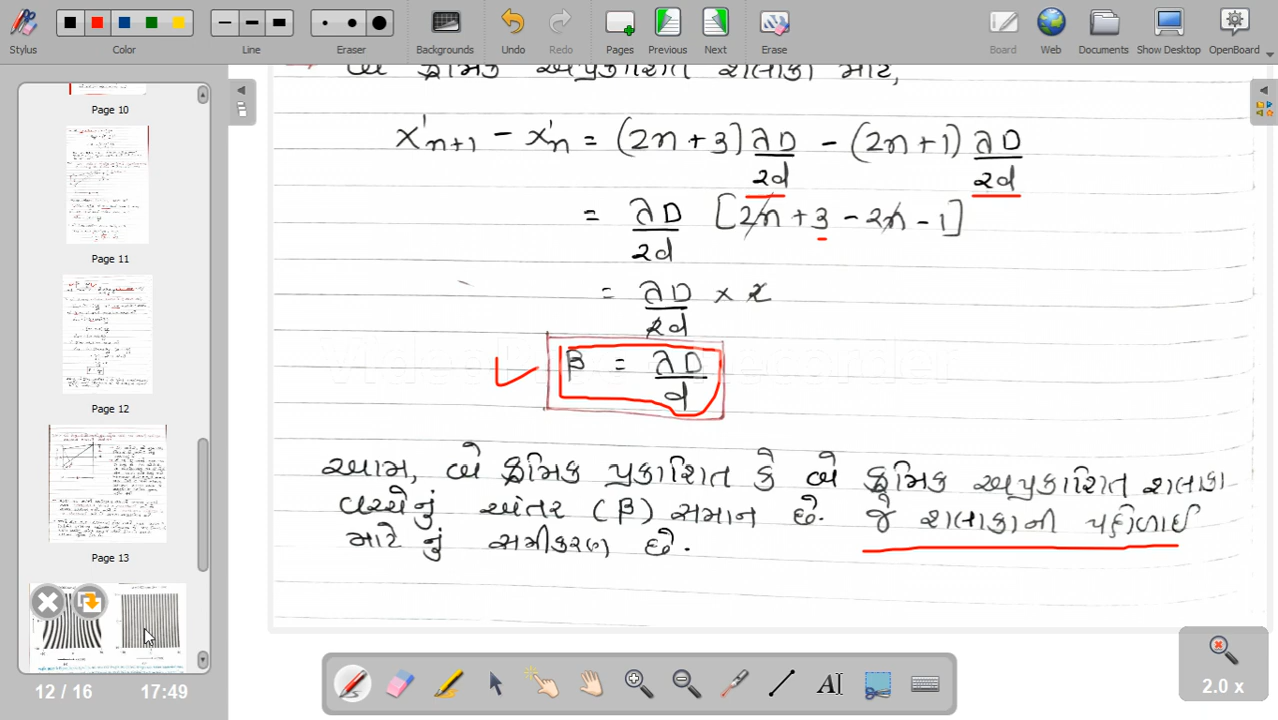 Stylus Color Line Eraser Backgrounds Undo Redo Pages Previous Next Erase Board Web Documents Show Desktop OpenBoard
બે ક્રમિક અપ્રકાશિત શલાકા માટે,
x'n+1 − x'n = (2n + 3) λD/2d − (2n + 1) λD/2d
= λD/2d [2n + 3 − 2n − 1]
= λD/2d × 2
β = λD/d
આમ, બે ક્રમિક પ્રકાશિત કે બે ક્રમિક અપ્રકાશિત શલાકા
વચ્ચેનું અંતર (β) સમાન છે. જે શલાકાની પહોળાઈ
માટેનું સમીકરણ છે.
Page 10
Page 11
Page 12
Page 13
12 / 16 17:49
2.0 x